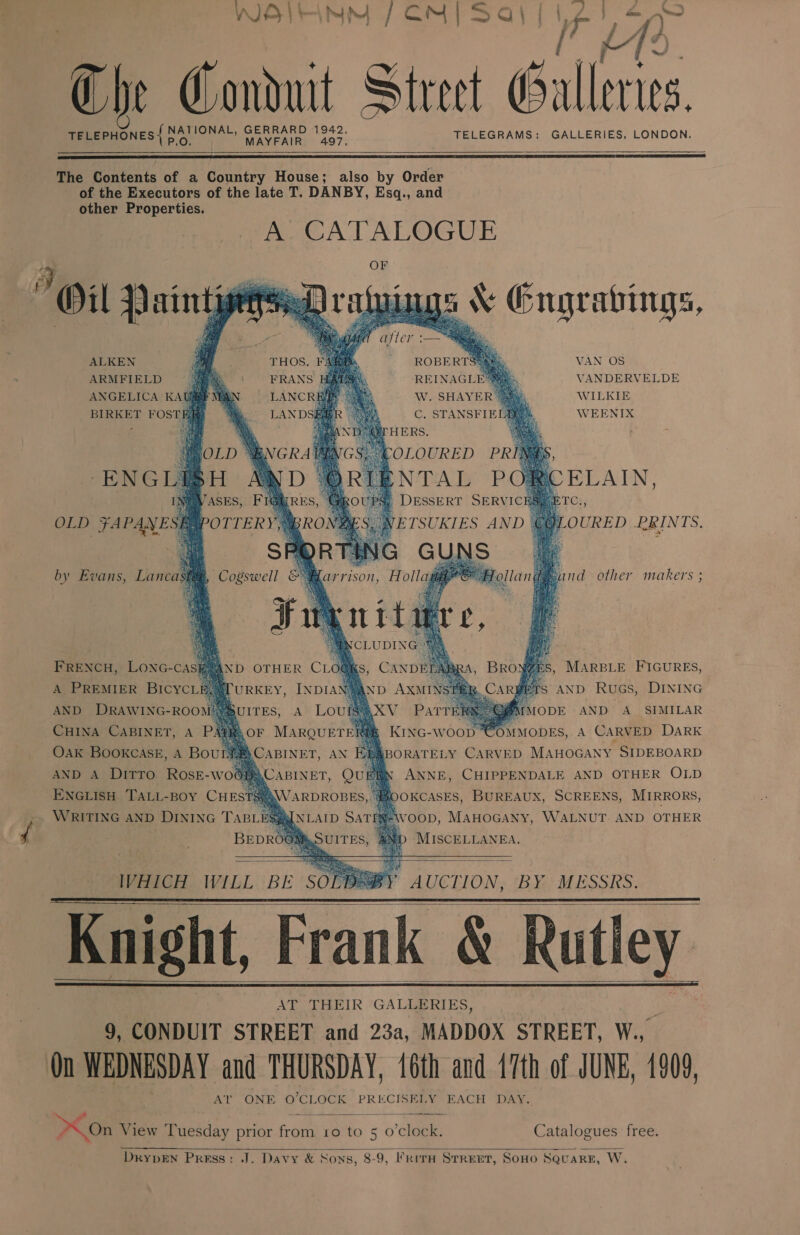 The Conduit Street Galleries.
TELEPHONES { NATIONAL, GERRARD 1942. P.O. MAYFAIR 497.
TELEGRAMS: GALLERIES, LONDON.
The Contents of a Country House; also by Order
of the Executors of the late T. DANBY, Esq., and
other Properties.
A CATALOGUE
OF
Oil Paintings, Drawings & Engravings,
after :—
ALKEN THOS. ROBERTS VAN OS
ARMFIELD FRANS HALS REINAGLE VANDERVELDE
ANGELICA KAUFFMAN LANCRET W. SHAYER WILKIE
BIRKET FOSTER LANDSEER C. STANSFIELD WEENIX
AND OTHERS.
OLD ENGRAVINGS, COLOURED PRINTS,
ENGLISH AND ORIENTAL PORCELAIN,
IN VASES, FIGURES, GROUPS, DESSERT SERVICES, ETC.,
OLD JAPANESE POTTERY, BRONZES, NETSUKIES AND COLOURED PRINTS.
SPORTING GUNS
by Evans, Lancaster, Cogswell & Harrison, Holland & Holland, and other makers;
Furniture,
INCLUDING
FRENCH, LONG-CASE AND OTHER CLOCKS, CANDELABRA, BRONZES, MARBLE FIGURES,
A PREMIER BICYCLE, TURKEY, INDIAN AND AXMINSTER CARPETS AND RUGS, DINING
AND DRAWING-ROOM SUITES, A LOUIS XV PATTERN COMMODE AND A SIMILAR
CHINA CABINET, A PAIR OF MARQUETERIE KING-WOOD COMMODES, A CARVED DARK
OAK BOOKCASE, A BOULE CABINET, AN ELABORATELY CARVED MAHOGANY SIDEBOARD
AND A DITTO ROSE-WOOD CABINET, QUEEN ANNE, CHIPPENDALE AND OTHER OLD
ENGLISH TALL-BOY CHESTS, WARDROBES, BOOKCASES, BUREAUX, SCREENS, MIRRORS,
WRITING AND DINING TABLES, INLAID SATIN-WOOD, MAHOGANY, WALNUT AND OTHER
BEDROOM SUITES, AND MISCELLANEA.
WHICH WILL BE SOLD BY AUCTION, BY MESSRS.
Knight, Frank & Rutley
AT THEIR GALLERIES,
9, CONDUIT STREET and 23a, MADDOX STREET, W.,
On WEDNESDAY and THURSDAY, 16th and 17th of JUNE, 1909,
AT ONE O'CLOCK PRECISELY EACH DAY.
On View Tuesday prior from 10 to 5 o'clock. Catalogues free.
DRYDEN PRESS: J. DAVY & SONS, 8-9, FRITH STREET, SOHO SQUARE, W.